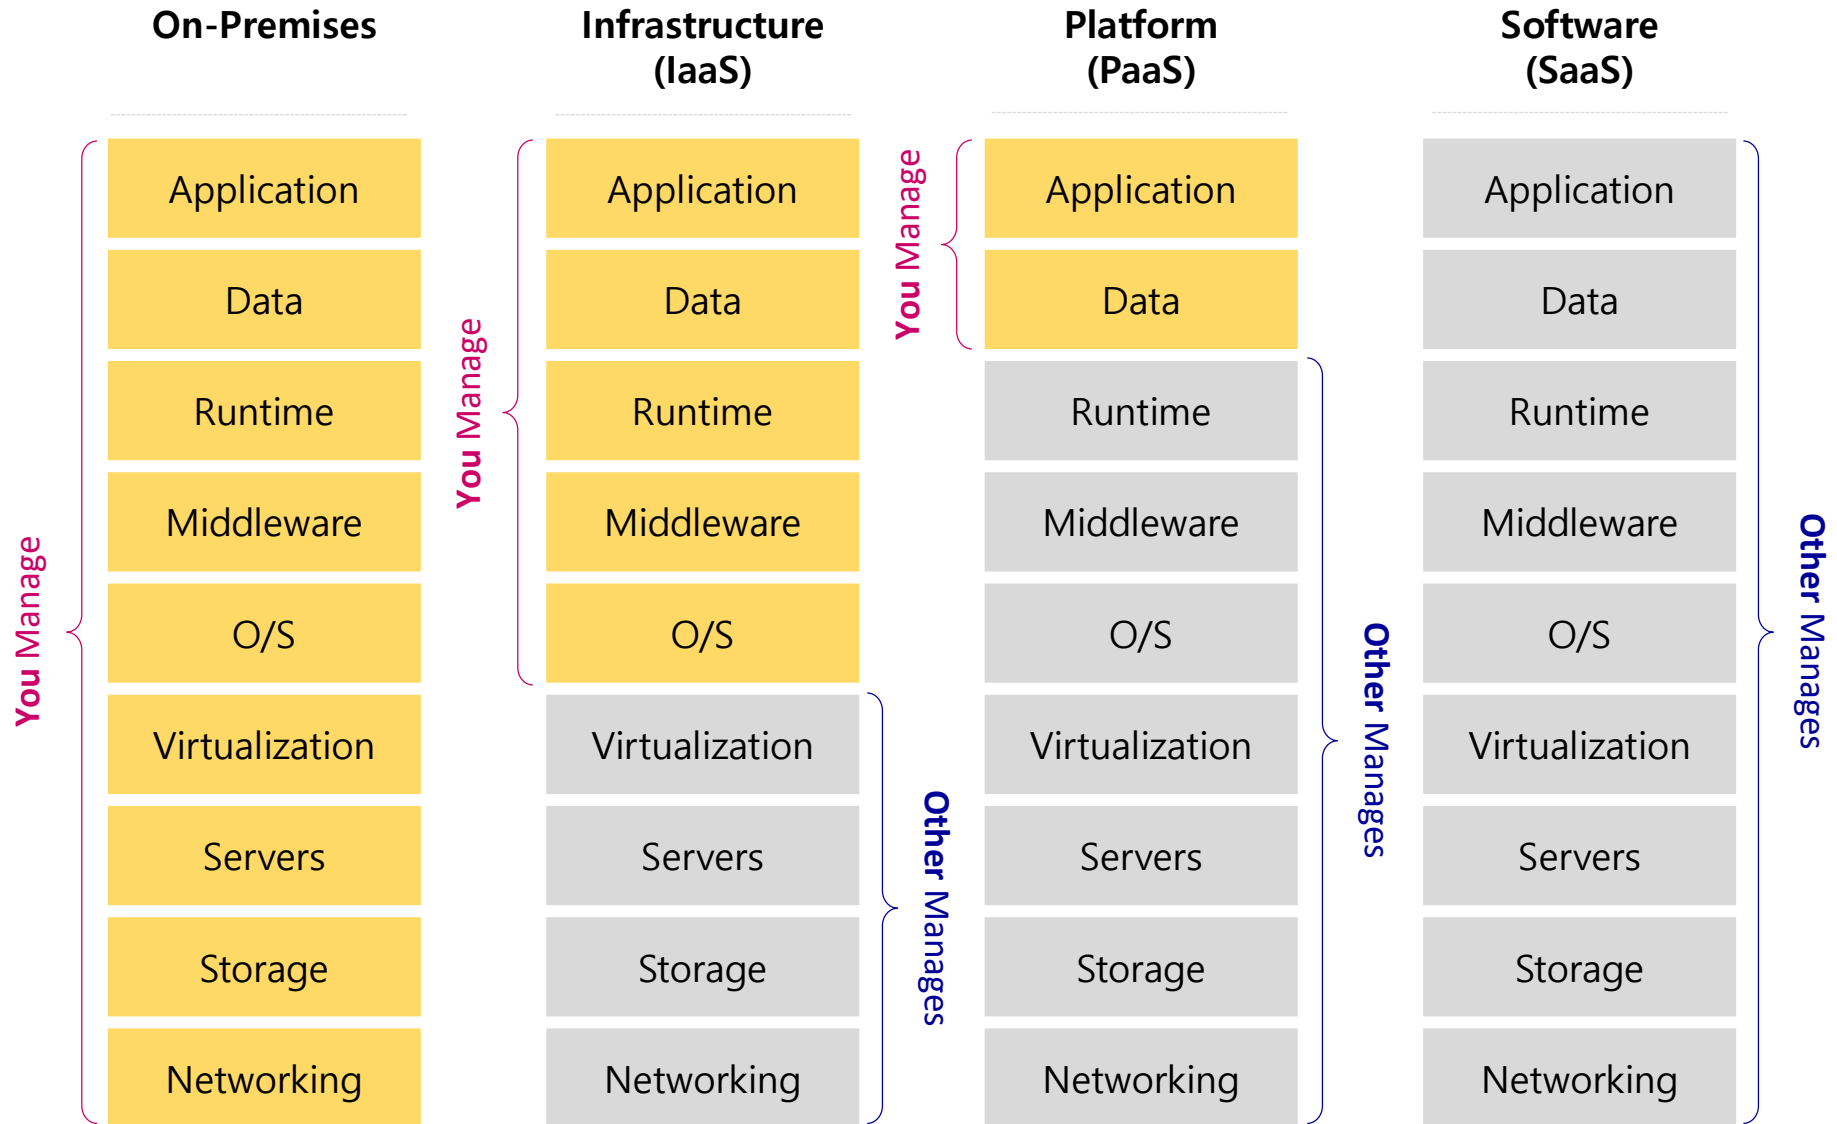 On-Premises
Infrastructure
(IaaS)
Platform
(PaaS)
Software
(SaaS)
You Manage
Application
Data
Runtime
Middleware
O/S
Virtualization
Servers
Storage
Networking
You Manage
Application
Data
Runtime
Middleware
O/S
Virtualization
Servers
Storage
Networking
Other Manages
You Manage
Application
Data
Runtime
Middleware
O/S
Virtualization
Servers
Storage
Networking
Other Manages
Application
Data
Runtime
Middleware
O/S
Virtualization
Servers
Storage
Networking
Other Manages